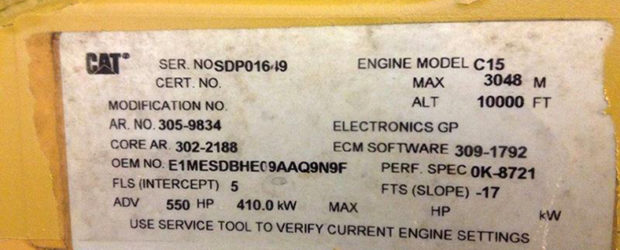 CAT® SER. NO SDP01649 ENGINE MODEL C15
CERT. NO. MAX 3048 M
MODIFICATION NO. ALT 10000 FT
AR. NO. 305-9834 ELECTRONICS GP
CORE AR. 302-2188 ECM SOFTWARE 309-1792
OEM NO. E1MESDBHE09AAQ9N9F PERF. SPEC 0K-8721
FLS (INTERCEPT) 5 FTS (SLOPE) -17
ADV 550 HP 410.0 kW MAX HP kW
USE SERVICE TOOL TO VERIFY CURRENT ENGINE SETTINGS